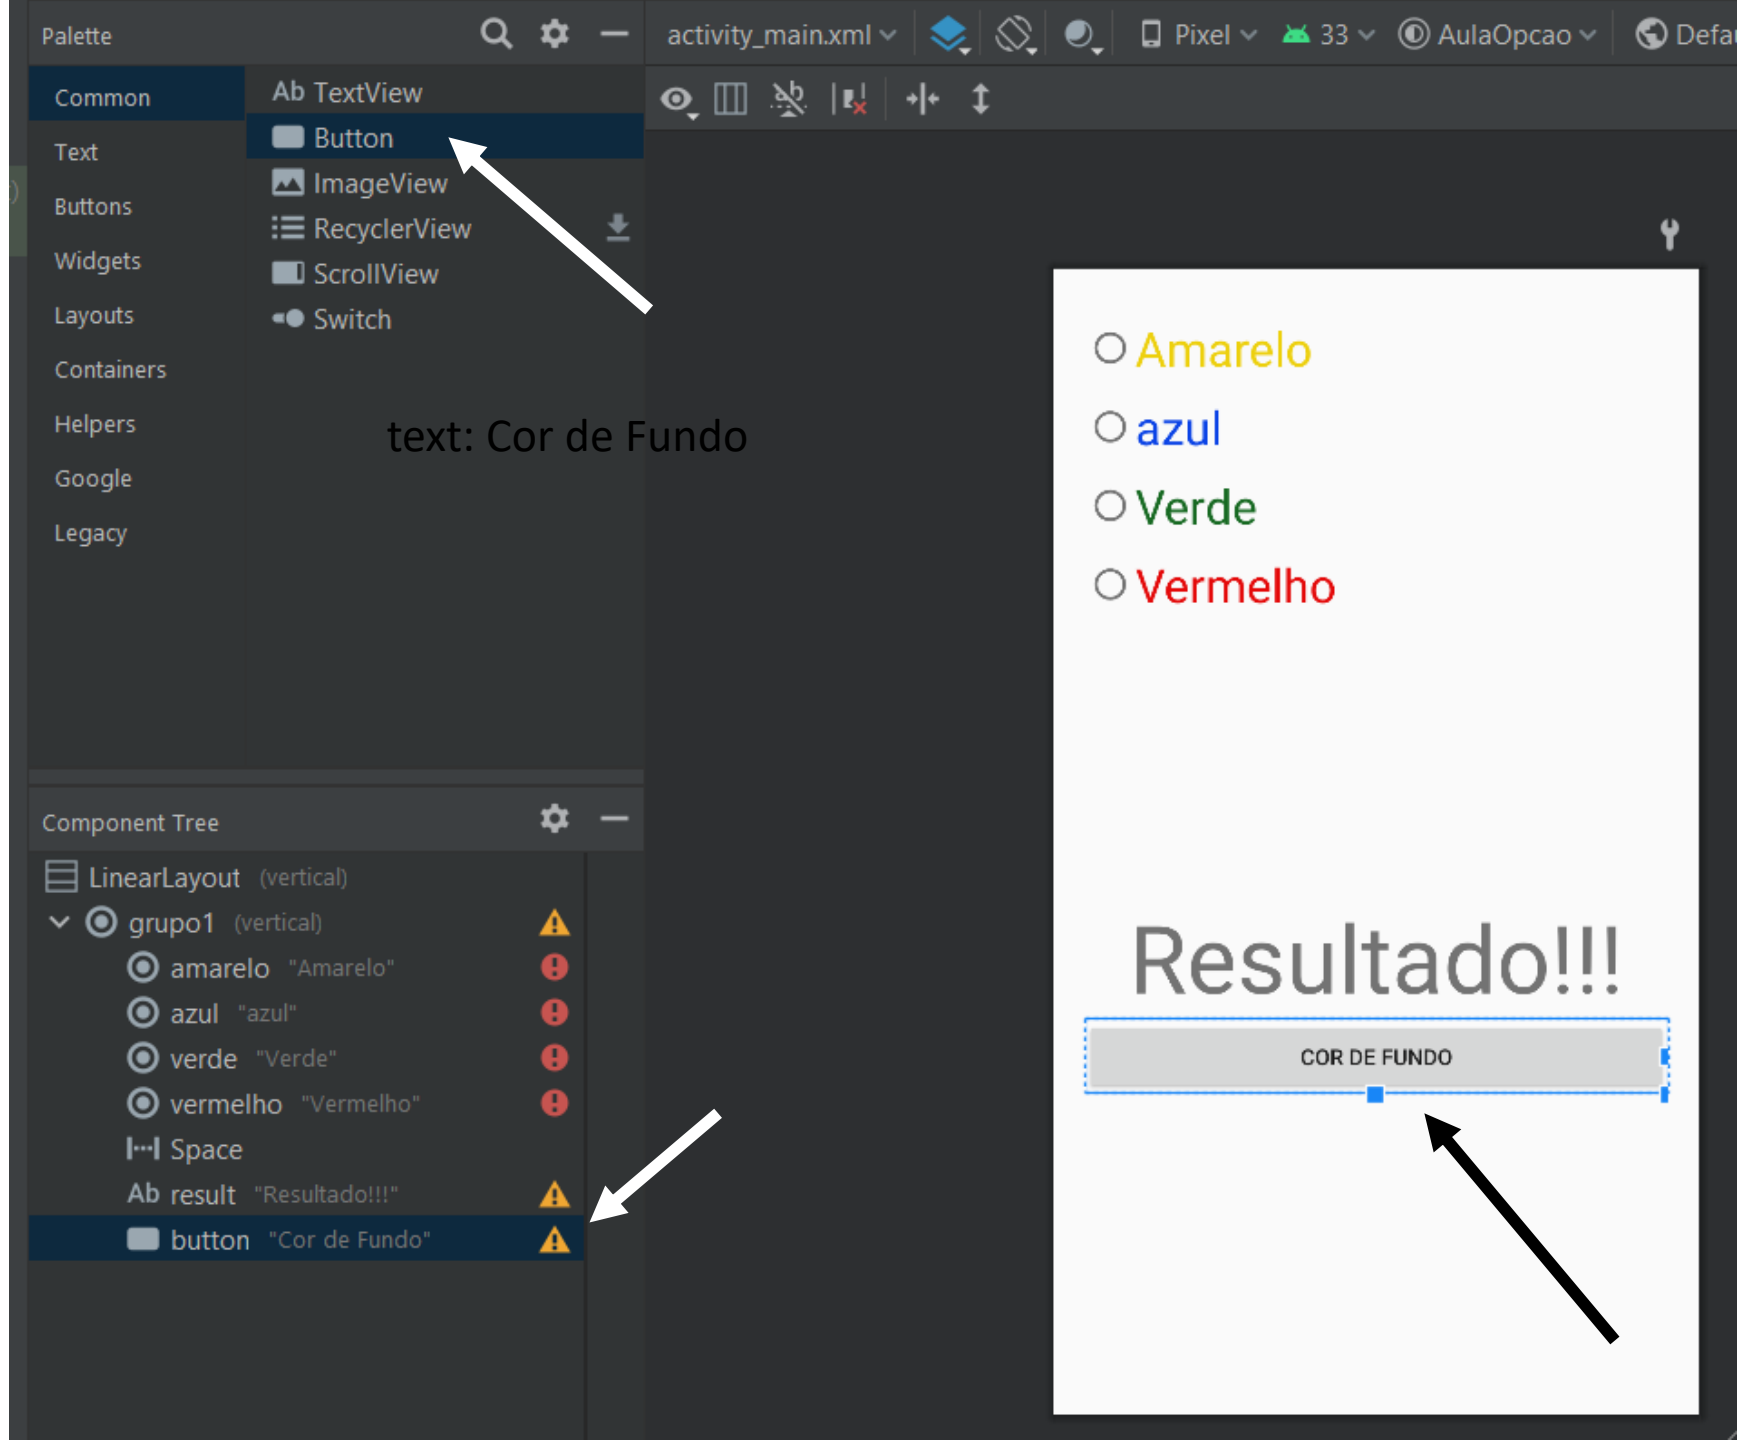 Palette
activity_main.xml
Pixel
33
AulaOpcao
Defau
Common
Text
Buttons
Widgets
Layouts
Containers
Helpers
Google
Legacy
Ab TextView
Button
ImageView
RecyclerView
ScrollView
Switch
text: Cor de Fundo
Amarelo
azul
Verde
Vermelho
Resultado!!!
COR DE FUNDO
Component Tree
LinearLayout (vertical)
grupo1 (vertical)
amarelo "Amarelo"
azul "azul"
verde "Verde"
vermelho "Vermelho"
Space
Ab result "Resultado!!!"
button "Cor de Fundo"